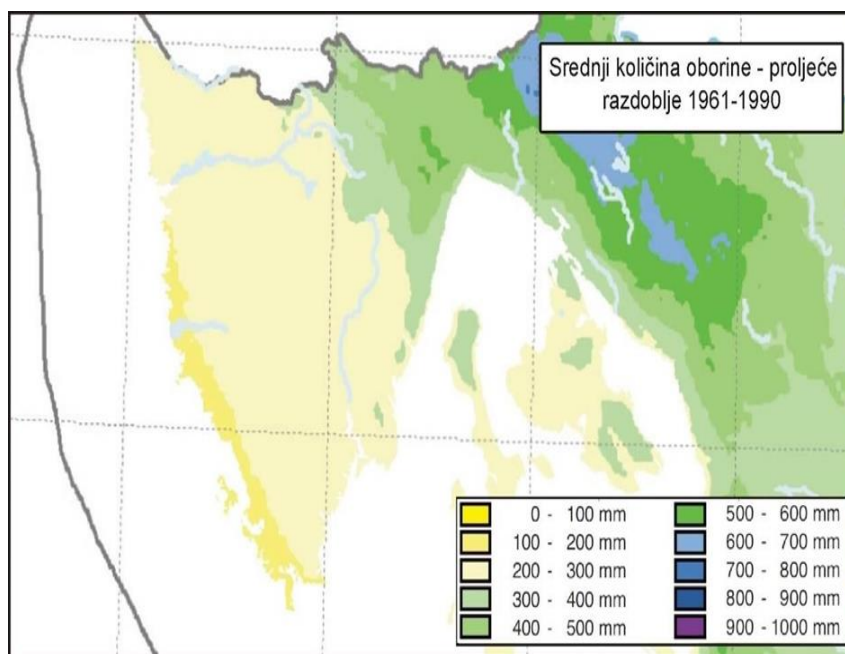 Srednji količina oborine - proljeće
razdoblje 1961-1990
0 - 100 mm
100 - 200 mm
200 - 300 mm
300 - 400 mm
400 - 500 mm
500 - 600 mm
600 - 700 mm
700 - 800 mm
800 - 900 mm
900 - 1000 mm